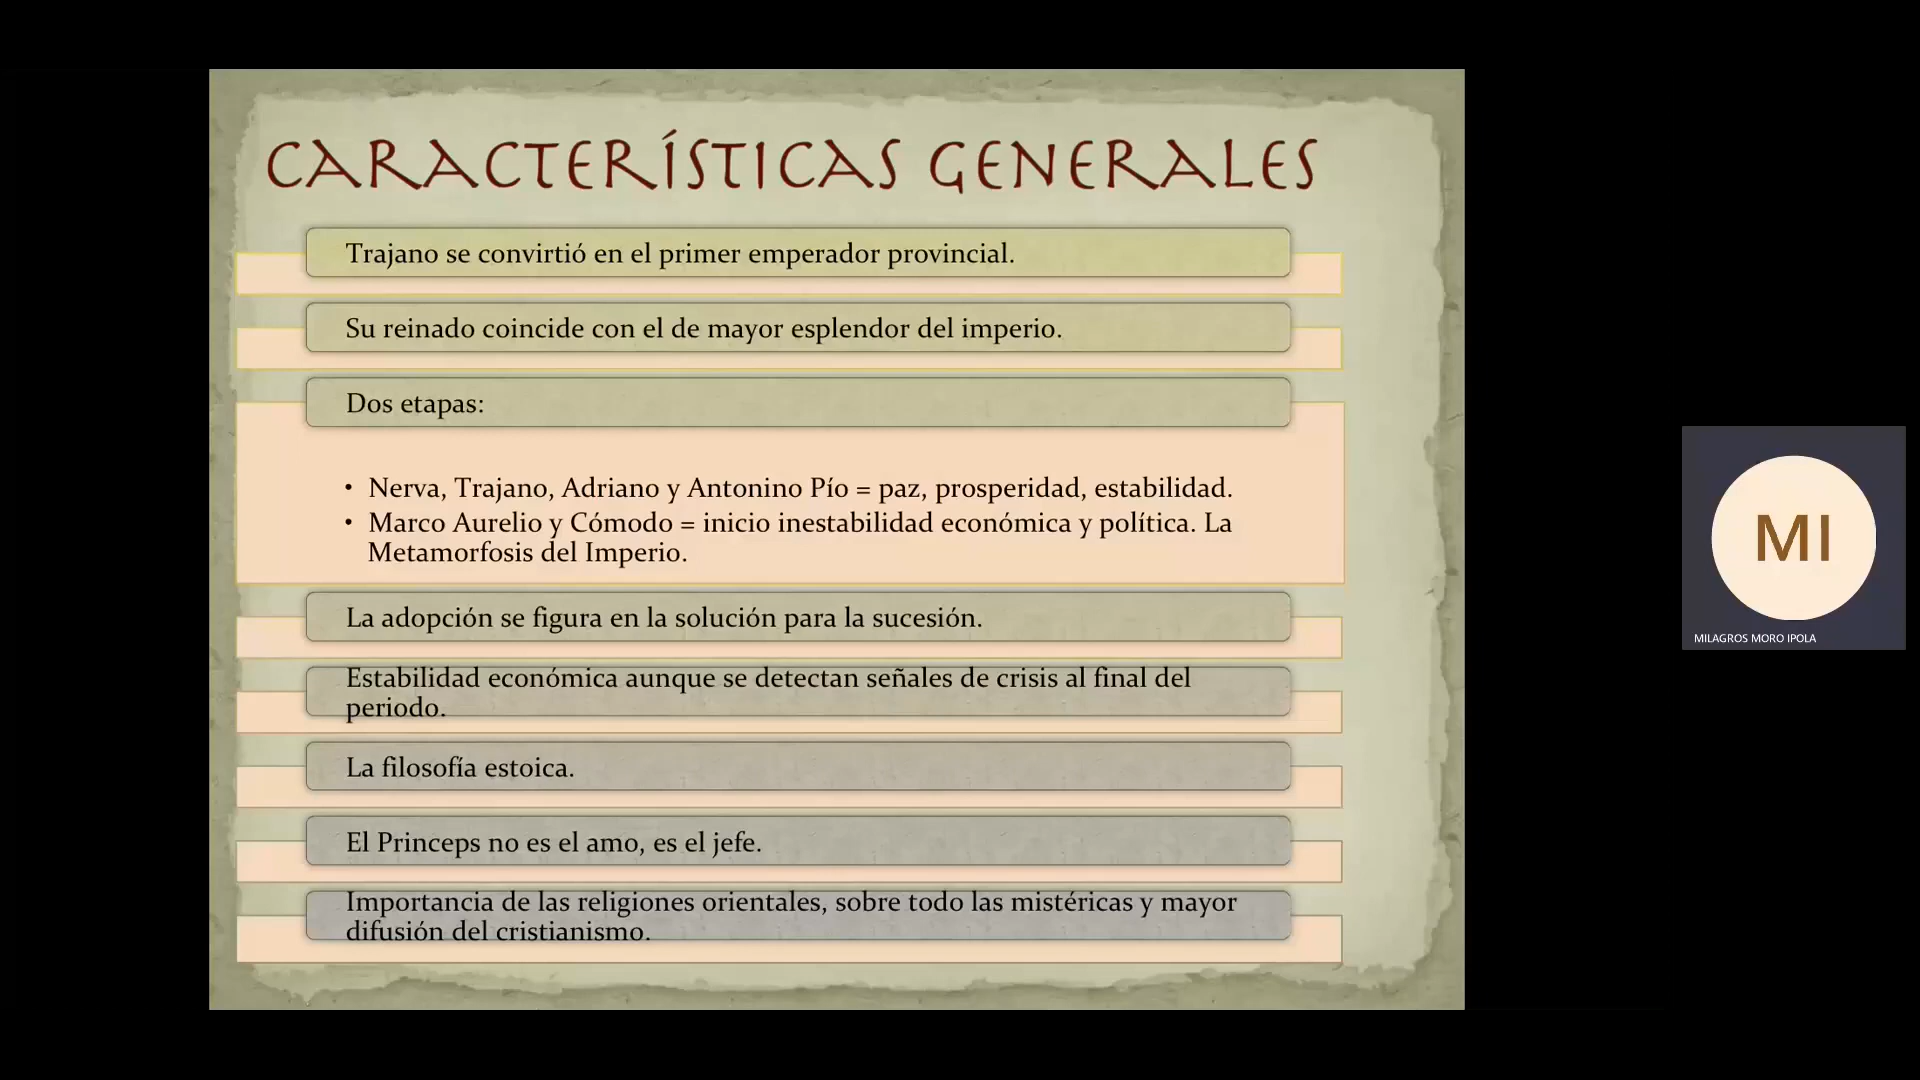 CARACTERÍSTICAS GENERALES
Trajano se convirtió en el primer emperador provincial.
Su reinado coincide con el de mayor esplendor del imperio.
Dos etapas:
• Nerva, Trajano, Adriano y Antonino Pío = paz, prosperidad, estabilidad.
• Marco Aurelio y Cómodo = inicio inestabilidad económica y política. La
Metamorfosis del Imperio.
La adopción se figura en la solución para la sucesión.
Estabilidad económica aunque se detectan señales de crisis al final del
periodo.
La filosofía estoica.
El Princeps no es el amo, es el jefe.
Importancia de las religiones orientales, sobre todo las mistéricas y mayor
difusión del cristianismo.
MI
MILAGROS MORO IPOLA